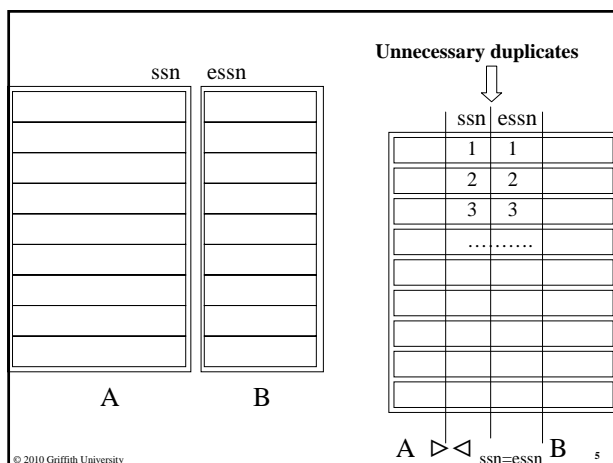 Unnecessary duplicates
ssn essn
ssn essn
1 1
2 2
3 3
..........
A B
A ▷◁ ssn=essn B
© 2010 Griffith University
5